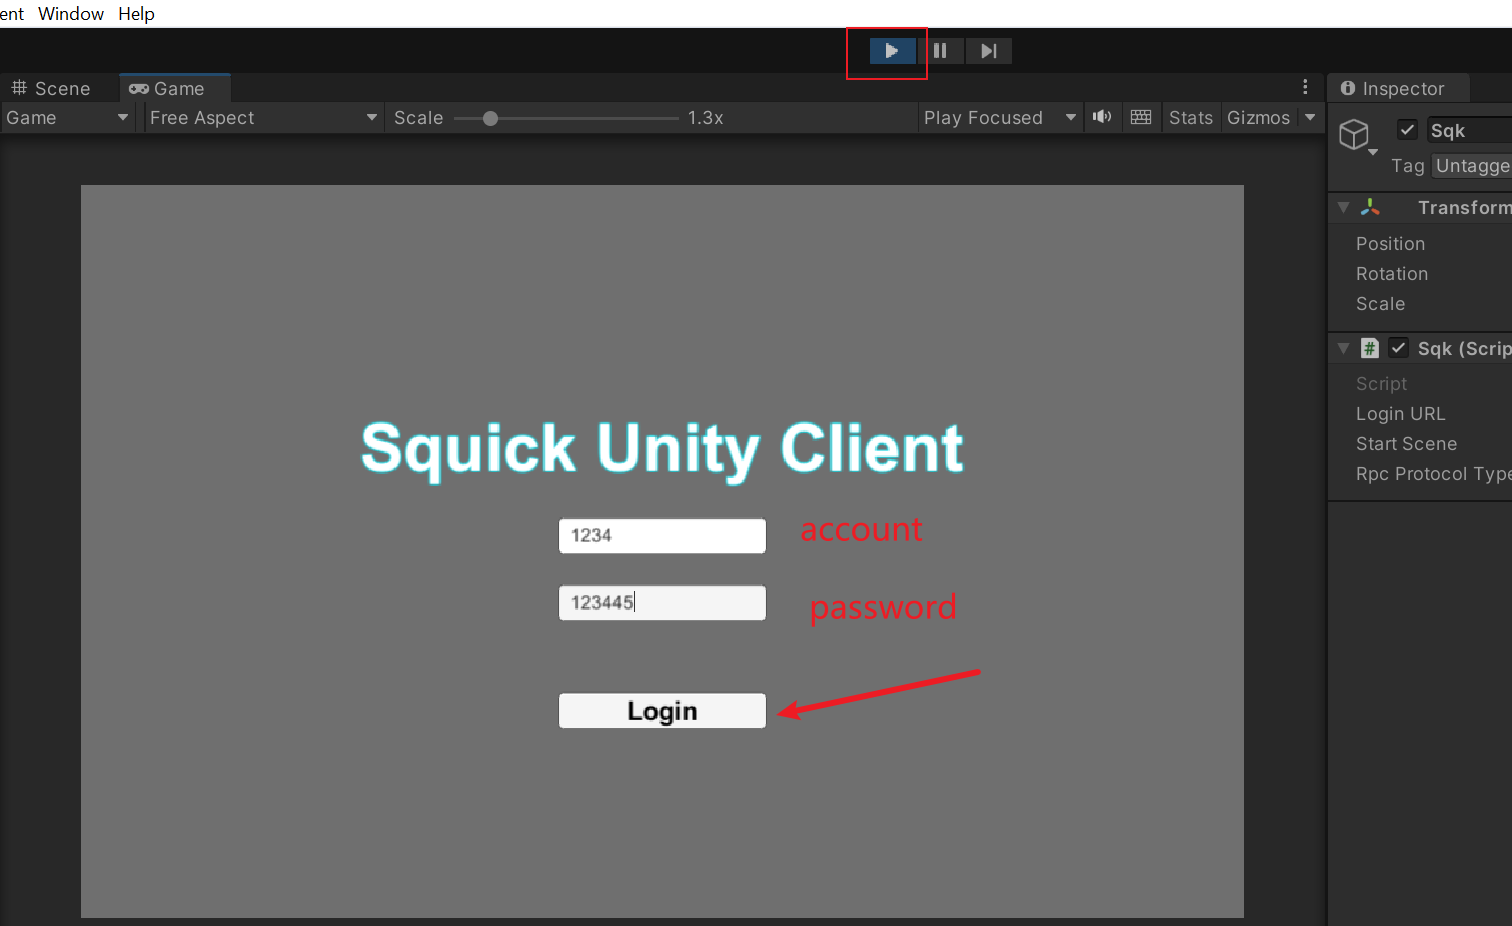 ent Window Help
Scene Game
Inspector
Game Free Aspect Scale 1.3x Play Focused Stats Gizmos
Sqk
Tag Untagge
Transform
Position
Rotation
Scale
Sqk (Scrip
Script
Login URL
Start Scene
Rpc Protocol Type
Squick Unity Client
1234
account
123445
password
Login